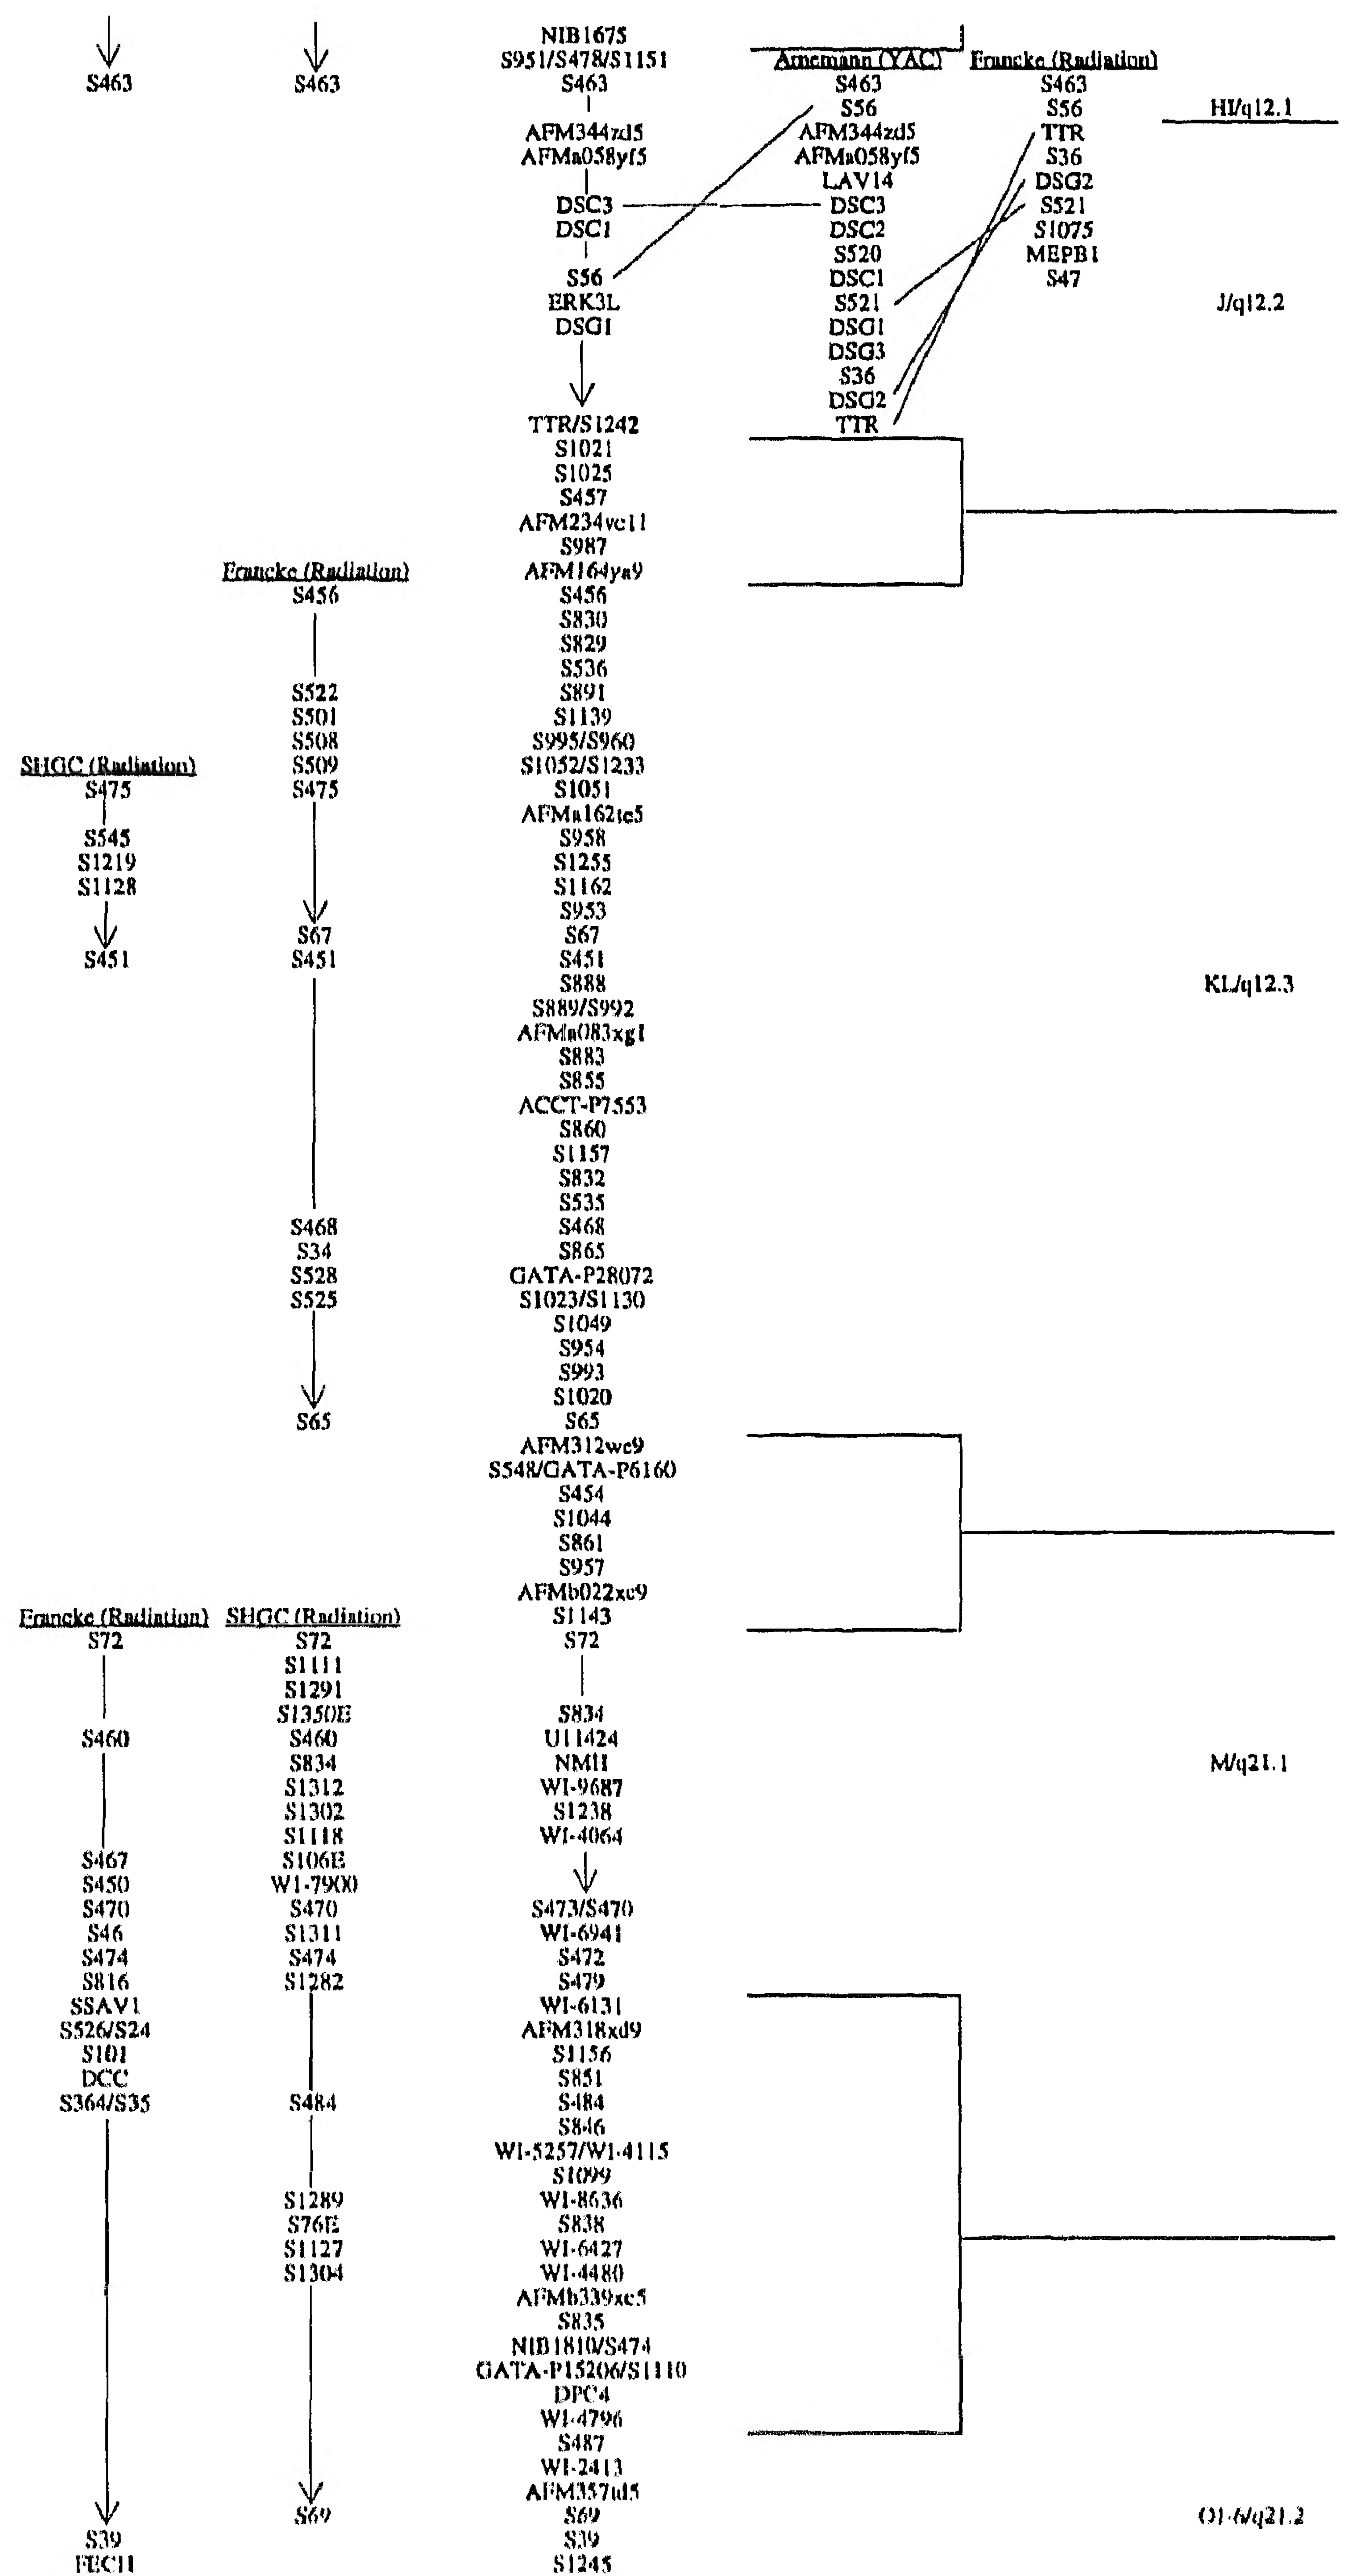 NIB1675
S951/S478/S1151 Arnemann (YAC) Francke (Radiation)
S463 S463 S463 S463 S463
S56 S56 HI/q12.1
AFM344zd5 AFM344zd5 TTR
AFMa058yf5 AFMa058yf5 S36
LAV14 DSG2
DSC3 DSC3 S521
DSC1 DSC2 S1075
S520 MEPB1
S56 DSC1 S47
ERK3L S521 J/q12.2
DSG1 DSG1
DSG3
S36
DSG2
TTR/S1242 TTR
S1021
S1025
S457
AFM234vc11
S987
Francke (Radiation) AFM164ya9
S456 S456
S830
S829
S536
S522 S891
S501 S1139
S508 S995/S960
SHGC (Radiation) S509 S1052/S1233
S475 S475 S1051
AFMa162te5
S545 S958
S1219 S1255
S1128 S1162
S953
S67 S67
S451 S451 S451
S888 KL/q12.3
S889/S992
AFMa083xg1
S883
S855
ACCT-P7553
S860
S1157
S832
S535
S468 S468
S34 S865
S528 GATA-P28072
S525 S1023/S1130
S1049
S954
S993
S1020
S65 S65
AFM312wc9
S548/GATA-P6160
S454
S1044
S861
S957
AFMb022xc9
Francke (Radiation) SHGC (Radiation) S1143
S72 S72 S72
S1111
S1291
S1350E S834
S460 S460 U11424
S834 NMH M/q21.1
S1312 WI-9687
S1302 S1238
S1118 WI-4064
S467 S106E
S450 WI-7900
S470 S470 S473/S470
S46 S1311 WI-6941
S474 S474 S472
S816 S1282 S479
SSAV1 WI-6131
S526/S24 AFM318xd9
S101 S1156
DCC S851
S364/S35 S484 S484
S846
WI-5257/WI-4115
S1099
S1289 WI-8636
S76E S838
S1127 WI-6427
S1304 WI-4480
AFMb339xc5
S835
NIB1810/S474
GATA-P15206/S1110
DPC4
WI-4796
S487
WI-2413
AFM357td5
S69 S69 O1-6/q21.2
S39 S39
FECH S1245